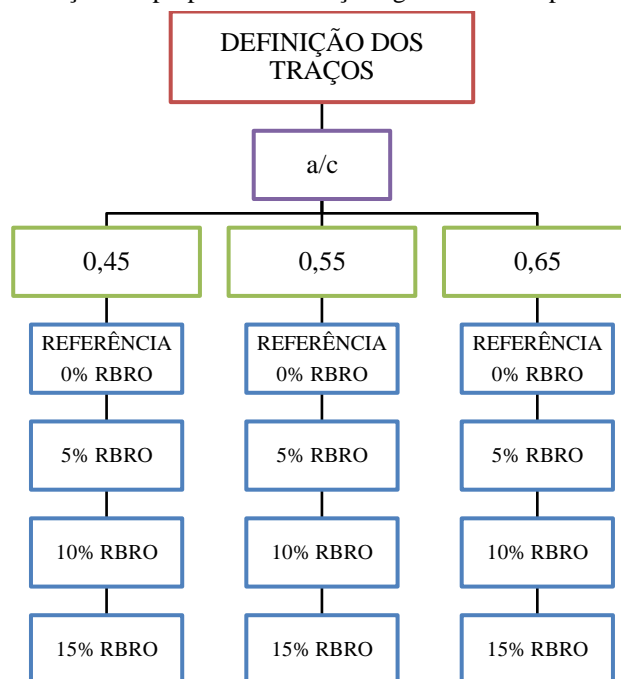 DEFINIÇÃO DOS
TRAÇOS
a/c
0,45
0,55
0,65
REFERÊNCIA
0% RBRO
REFERÊNCIA
0% RBRO
REFERÊNCIA
0% RBRO
5% RBRO
5% RBRO
5% RBRO
10% RBRO
10% RBRO
10% RBRO
15% RBRO
15% RBRO
15% RBRO